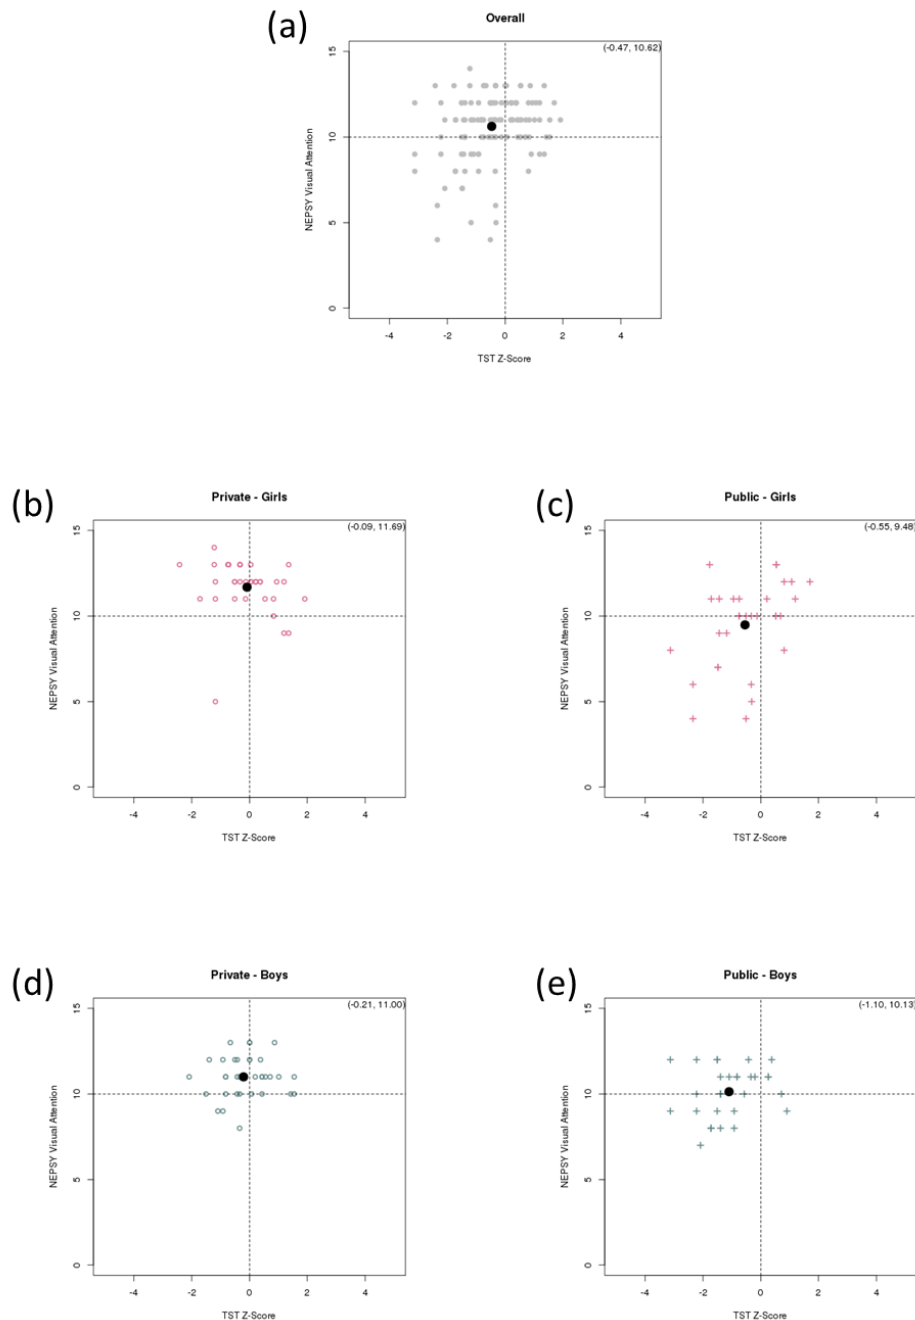 (a)
Overall
(-0.47, 10.62)
15
10
5
0
NEPSY Visual Attention
-4 -2 0 2 4
TST Z-Score
(b)
Private - Girls
(-0.09, 11.69)
15
10
5
0
NEPSY Visual Attention
-4 -2 0 2 4
TST Z-Score
(c)
Public - Girls
(-0.55, 9.48)
15
10
5
0
NEPSY Visual Attention
-4 -2 0 2 4
TST Z-Score
(d)
Private - Boys
(-0.21, 11.00)
15
10
5
0
NEPSY Visual Attention
-4 -2 0 2 4
TST Z-Score
(e)
Public - Boys
(-1.10, 10.13)
15
10
5
0
NEPSY Visual Attention
-4 -2 0 2 4
TST Z-Score